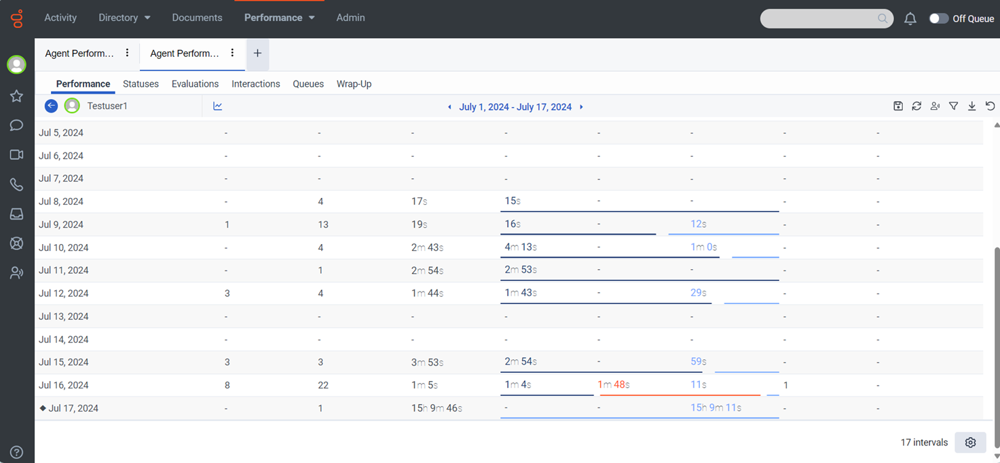 Activity Directory Documents Performance Admin Off Queue
Agent Perform... Agent Perform... +
Performance Statuses Evaluations Interactions Queues Wrap-Up
Testuser1 July 1, 2024 - July 17, 2024
Jul 5, 2024 - - - - - - - -
Jul 6, 2024 - - - - - - - -
Jul 7, 2024 - - - - - - - -
Jul 8, 2024 - 4 17s 15s - - - -
Jul 9, 2024 1 13 19s 16s - 12s - -
Jul 10, 2024 - 4 2m 43s 4m 13s - 1m 0s - -
Jul 11, 2024 - 1 2m 54s 2m 53s - - - -
Jul 12, 2024 3 4 1m 44s 1m 43s - 29s - -
Jul 13, 2024 - - - - - - - -
Jul 14, 2024 - - - - - - - -
Jul 15, 2024 3 3 3m 53s 2m 54s - 59s - -
Jul 16, 2024 8 22 1m 5s 1m 4s 1m 48s 11s 1 -
◆ Jul 17, 2024 - 1 15h 9m 46s - - 15h 9m 11s - -
17 intervals